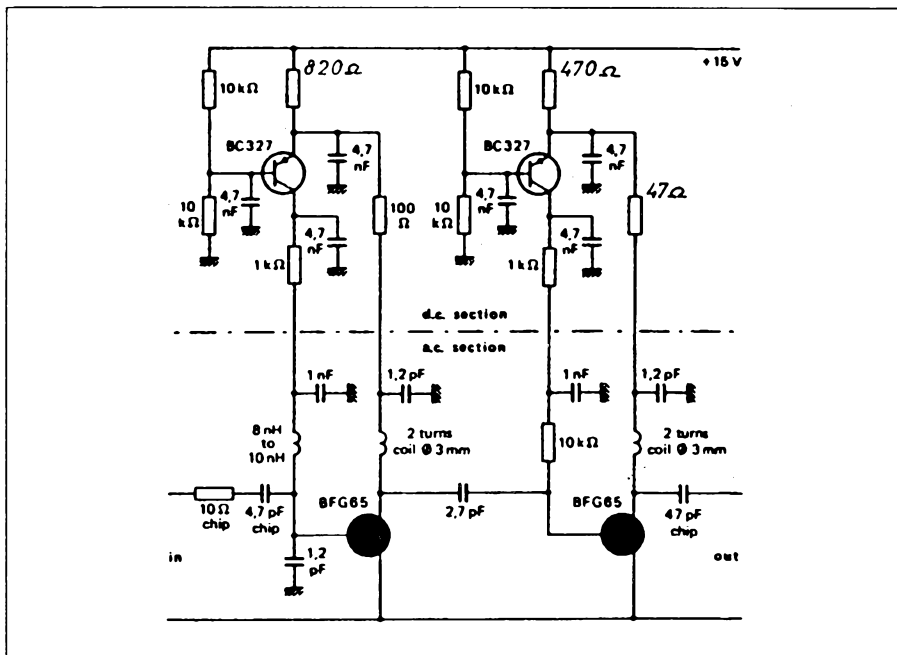 820Ω
470Ω
+15 V
10 kΩ
10 kΩ
BC327
4,7
nF
BC327
4,7
nF
10
kΩ
4,7
nF
100
Ω
10
kΩ
4,7
nF
47Ω
4,7
nF
4,7
nF
1 kΩ
1 kΩ
d.c. section
a.c. section
1 nF
1,2 pF
1 nF
1,2 pF
8 nH
to
10 nH
2 turns
coil Ø 3 mm
10 kΩ
2 turns
coil Ø 3 mm
10 Ω
chip
4,7 pF
chip
BFG65
2,7 pF
BFG65
47 pF
chip
in
1,2
pF
out